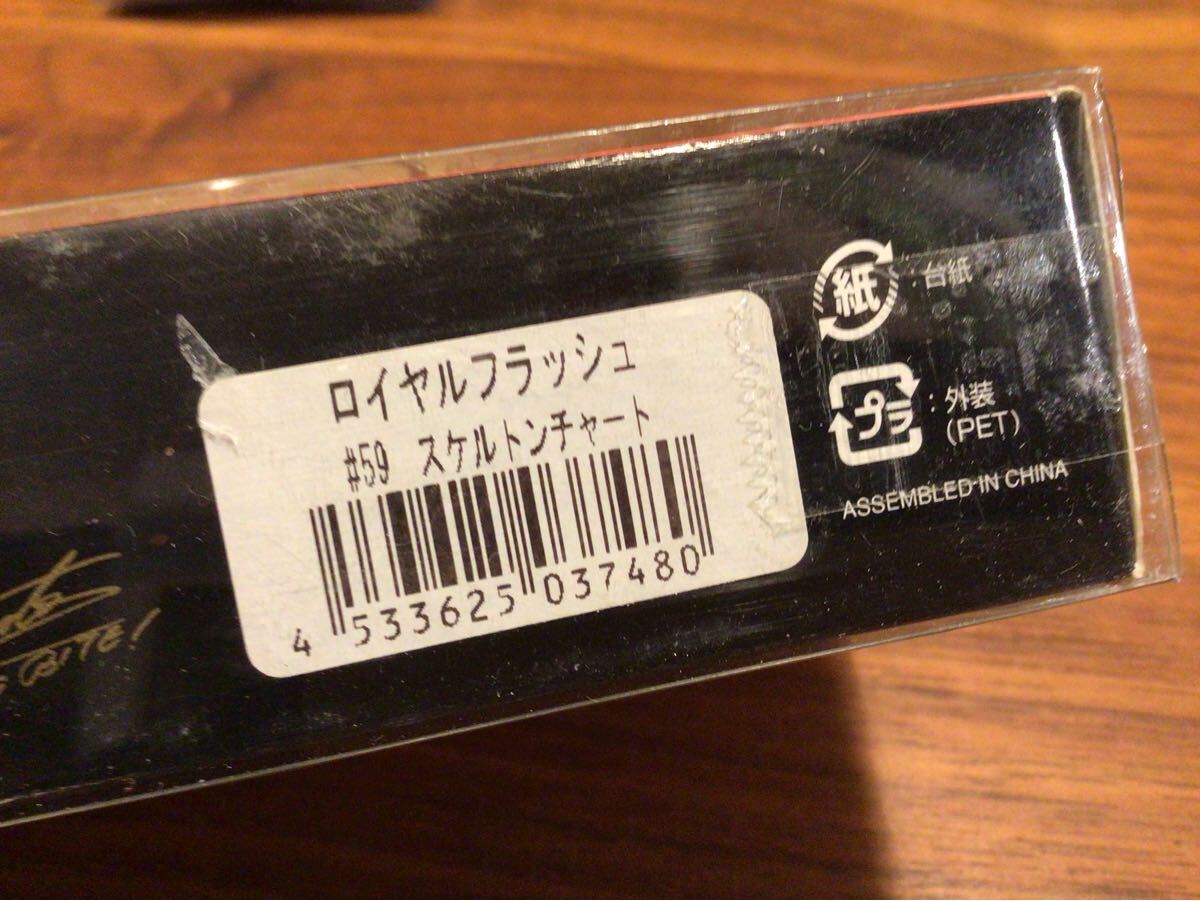 ロイヤルフラッシュ
#59 スケルトンチャート
4 533625 037480
紙 : 台紙
プラ : 外装
(PET)
ASSEMBLED IN CHINA
BITE!